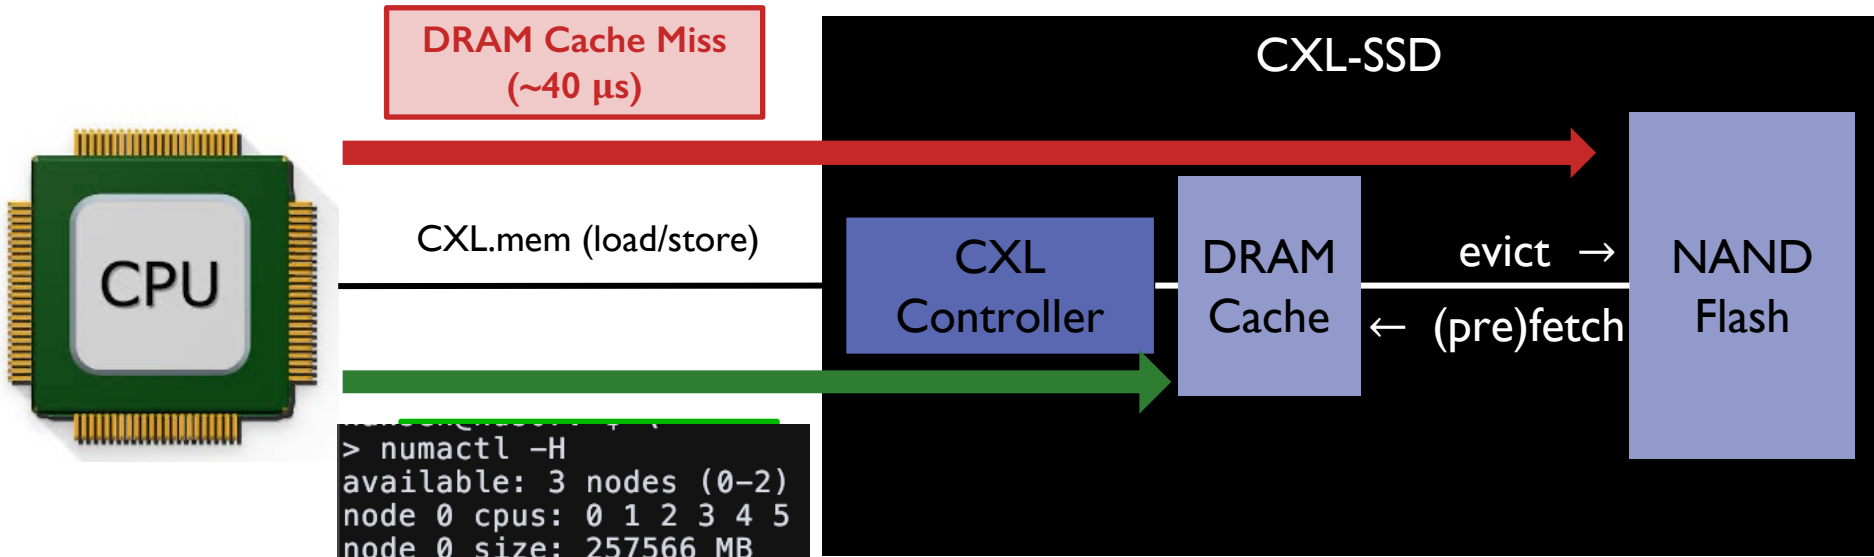 DRAM Cache Miss
(~40 μs)
CXL-SSD
CPU
CXL.mem (load/store)
CXL
Controller
DRAM
Cache
evict →
← (pre)fetch
NAND
Flash
> numactl -H
available: 3 nodes (0-2)
node 0 cpus: 0 1 2 3 4 5
node 0 size: 257566 MB